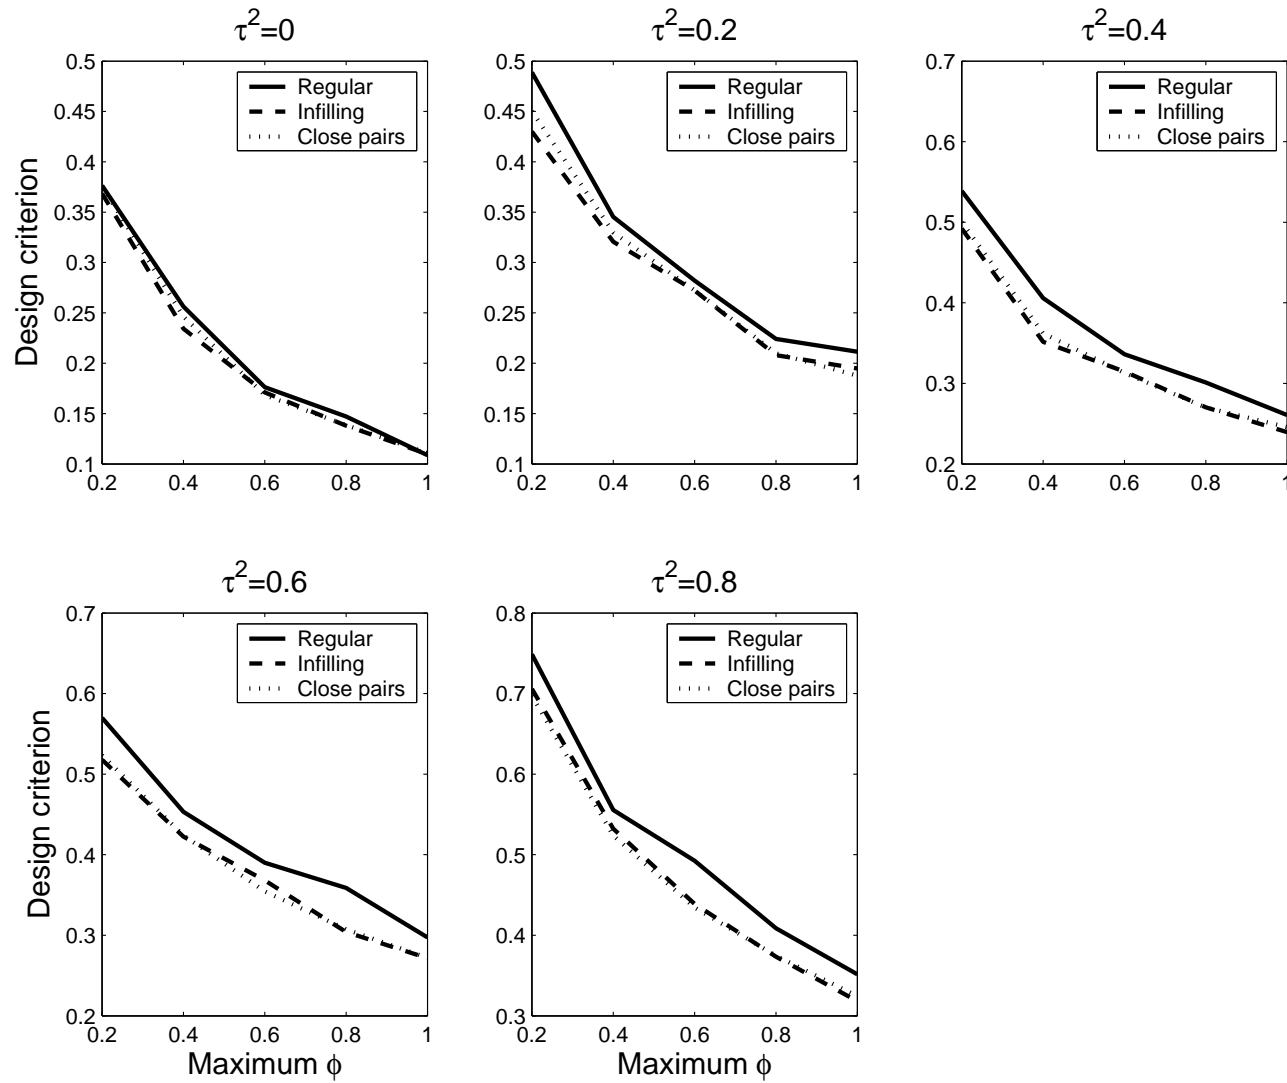 τ²=0
0.5
0.45
0.4
0.35
0.3
0.25
0.2
0.15
0.1
0.2 0.4 0.6 0.8 1
Design criterion
Regular
Infilling
Close pairs
τ²=0.2
0.5
0.45
0.4
0.35
0.3
0.25
0.2
0.15
0.1
0.2 0.4 0.6 0.8 1
Regular
Infilling
Close pairs
τ²=0.4
0.7
0.6
0.5
0.4
0.3
0.2
0.2 0.4 0.6 0.8 1
Regular
Infilling
Close pairs
τ²=0.6
0.7
0.6
0.5
0.4
0.3
0.2
0.2 0.4 0.6 0.8 1
Design criterion
Maximum ϕ
Regular
Infilling
Close pairs
τ²=0.8
0.8
0.7
0.6
0.5
0.4
0.3
0.2 0.4 0.6 0.8 1
Maximum ϕ
Regular
Infilling
Close pairs